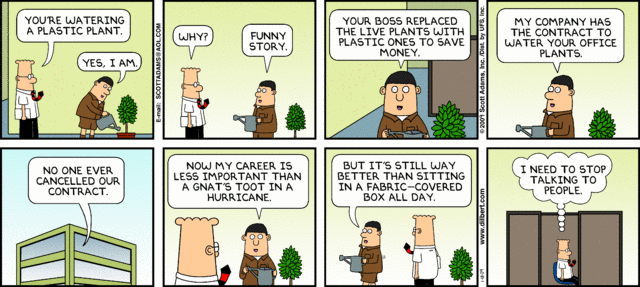 YOU'RE WATERING
A PLASTIC PLANT.
YES, I AM.
E-mail: SCOTTADAMS@AOL.COM
WHY?
FUNNY
STORY.
YOUR BOSS REPLACED
THE LIVE PLANTS WITH
PLASTIC ONES TO SAVE
MONEY.
© 2009 Scott Adams, Inc./Dist. by UFS, Inc.
MY COMPANY HAS
THE CONTRACT TO
WATER YOUR OFFICE
PLANTS.
NO ONE EVER
CANCELLED OUR
CONTRACT.
NOW MY CAREER IS
LESS IMPORTANT THAN
A GNAT'S TOOT IN A
HURRICANE.
BUT IT'S STILL WAY
BETTER THAN SITTING
IN A FABRIC-COVERED
BOX ALL DAY.
www.dilbert.com
I NEED TO STOP
TALKING TO
PEOPLE.